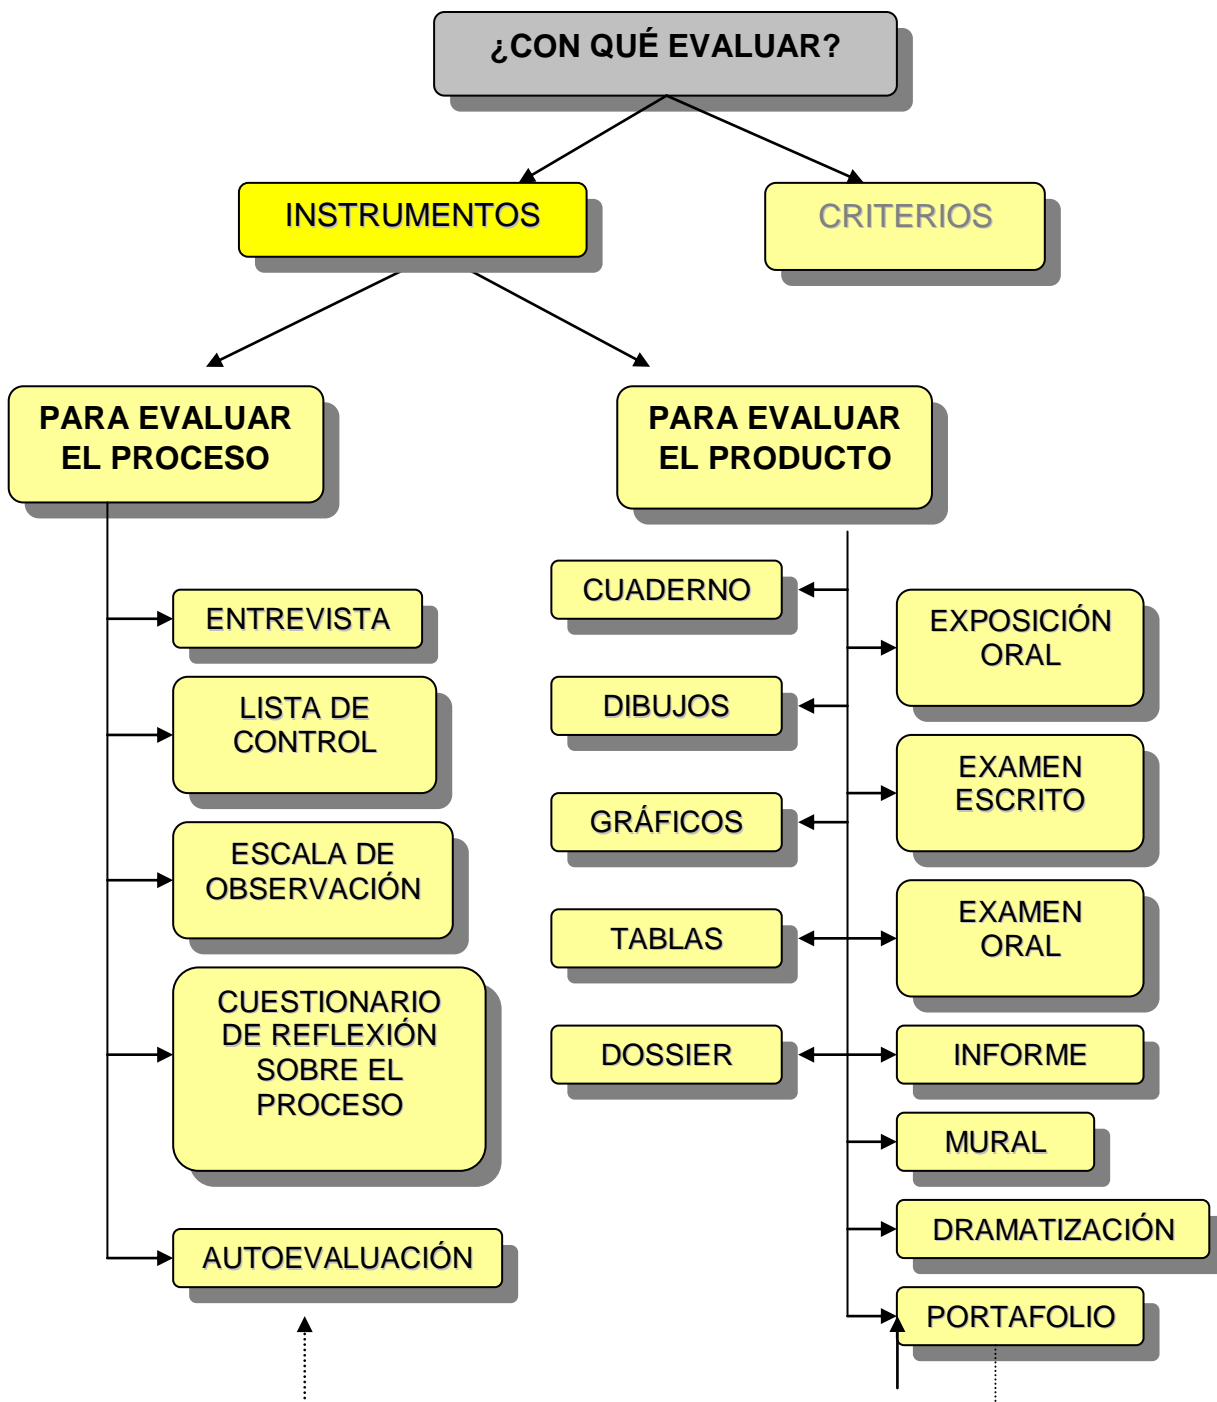 ¿CON QUÉ EVALUAR?
INSTRUMENTOS
CRITERIOS
PARA EVALUAR
EL PROCESO
PARA EVALUAR
EL PRODUCTO
ENTREVISTA
LISTA DE
CONTROL
ESCALA DE
OBSERVACIÓN
CUESTIONARIO
DE REFLEXIÓN
SOBRE EL
PROCESO
AUTOEVALUACIÓN
CUADERNO
DIBUJOS
GRÁFICOS
TABLAS
DOSSIER
EXPOSICIÓN
ORAL
EXAMEN
ESCRITO
EXAMEN
ORAL
INFORME
MURAL
DRAMATIZACIÓN
PORTAFOLIO